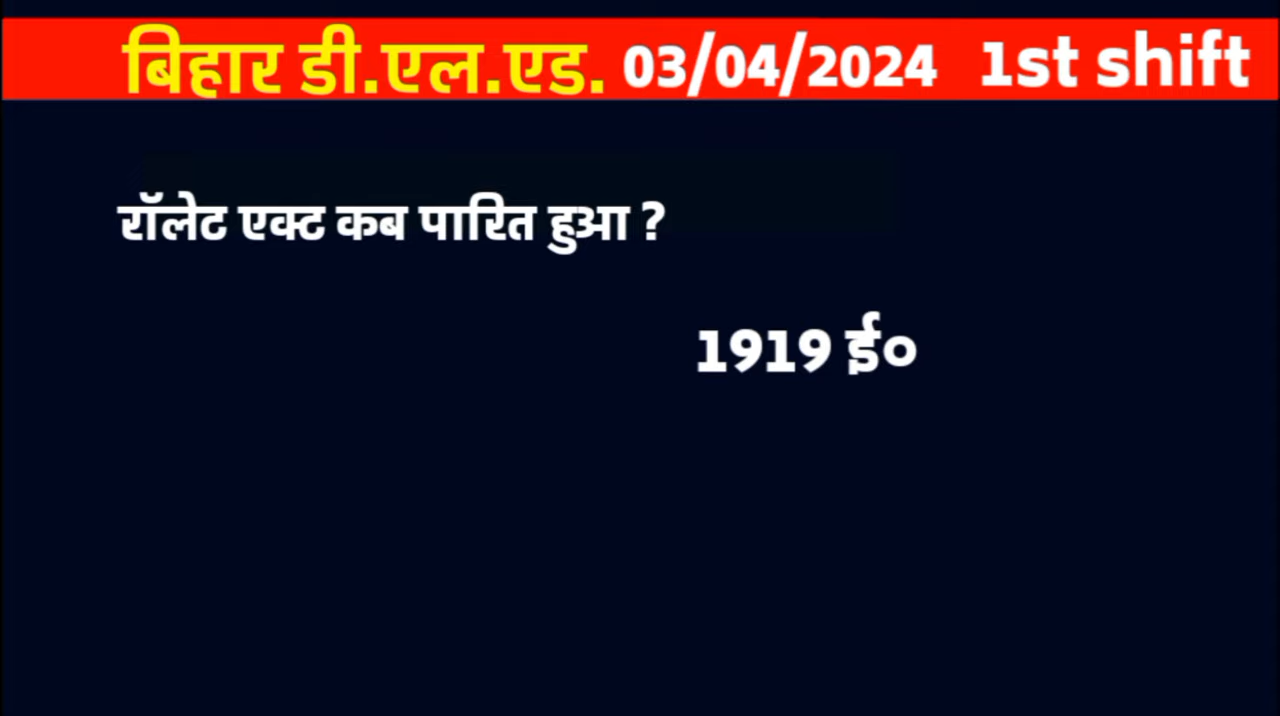 बिहार डी.एल.एड. 03/04/2024 1st shift
रॉलेट एक्ट कब पारित हुआ ?
1919 ई०